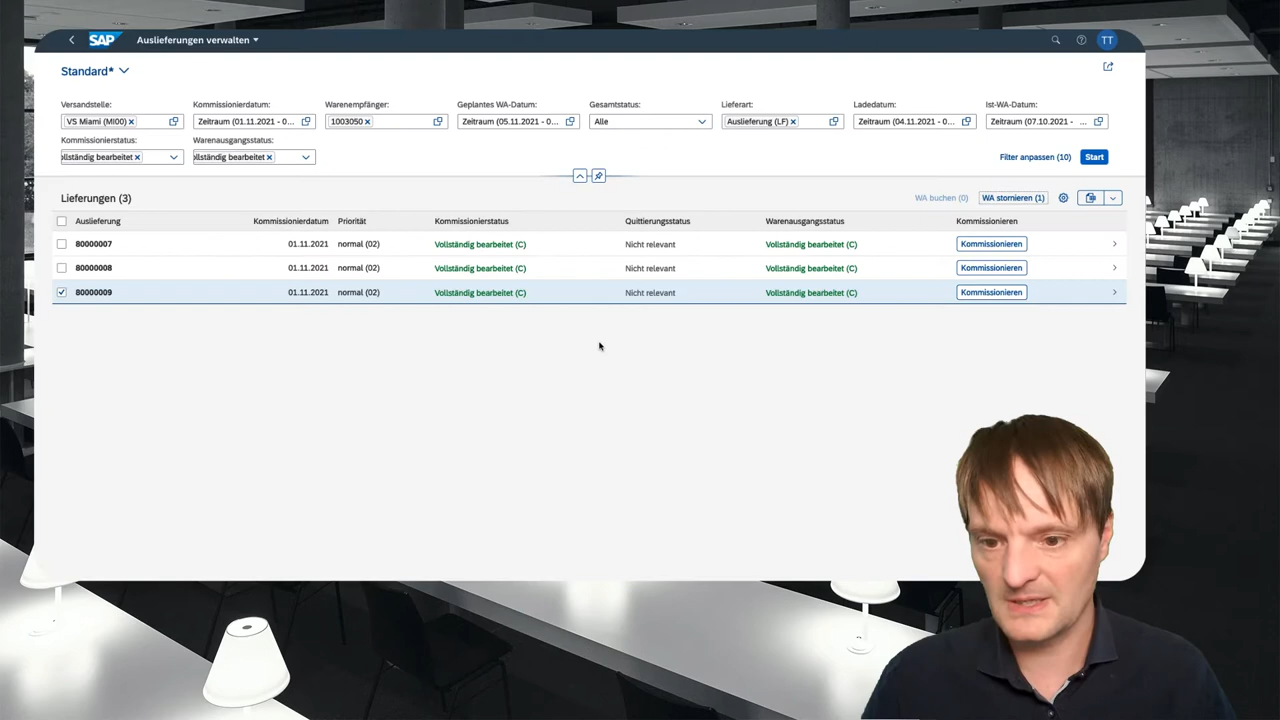 SAP Auslieferungen verwalten TT
Standard*
Versandstelle: Kommissionierdatum: Warenempfänger: Geplantes WA-Datum: Gesamtstatus: Lieferart: Ladedatum: Ist-WA-Datum:
VS Miami (MI00) Zeitraum (01.11.2021 - 0... 1003050 Zeitraum (05.11.2021 - 0... Alle Auslieferung (LF) Zeitraum (04.11.2021 - 0... Zeitraum (07.10.2021 - ...
Kommissionierstatus: Warenausgangsstatus:
ollständig bearbeitet ollständig bearbeitet Filter anpassen (10) Start
Lieferungen (3) WA buchen (0) WA stornieren (1)
Auslieferung Kommissionierdatum Priorität Kommissionierstatus Quittierungsstatus Warenausgangsstatus Kommissionieren
80000007 01.11.2021 normal (02) Vollständig bearbeitet (C) Nicht relevant Vollständig bearbeitet (C) Kommissionieren
80000008 01.11.2021 normal (02) Vollständig bearbeitet (C) Nicht relevant Vollständig bearbeitet (C) Kommissionieren
80000009 01.11.2021 normal (02) Vollständig bearbeitet (C) Nicht relevant Vollständig bearbeitet (C) Kommissionieren